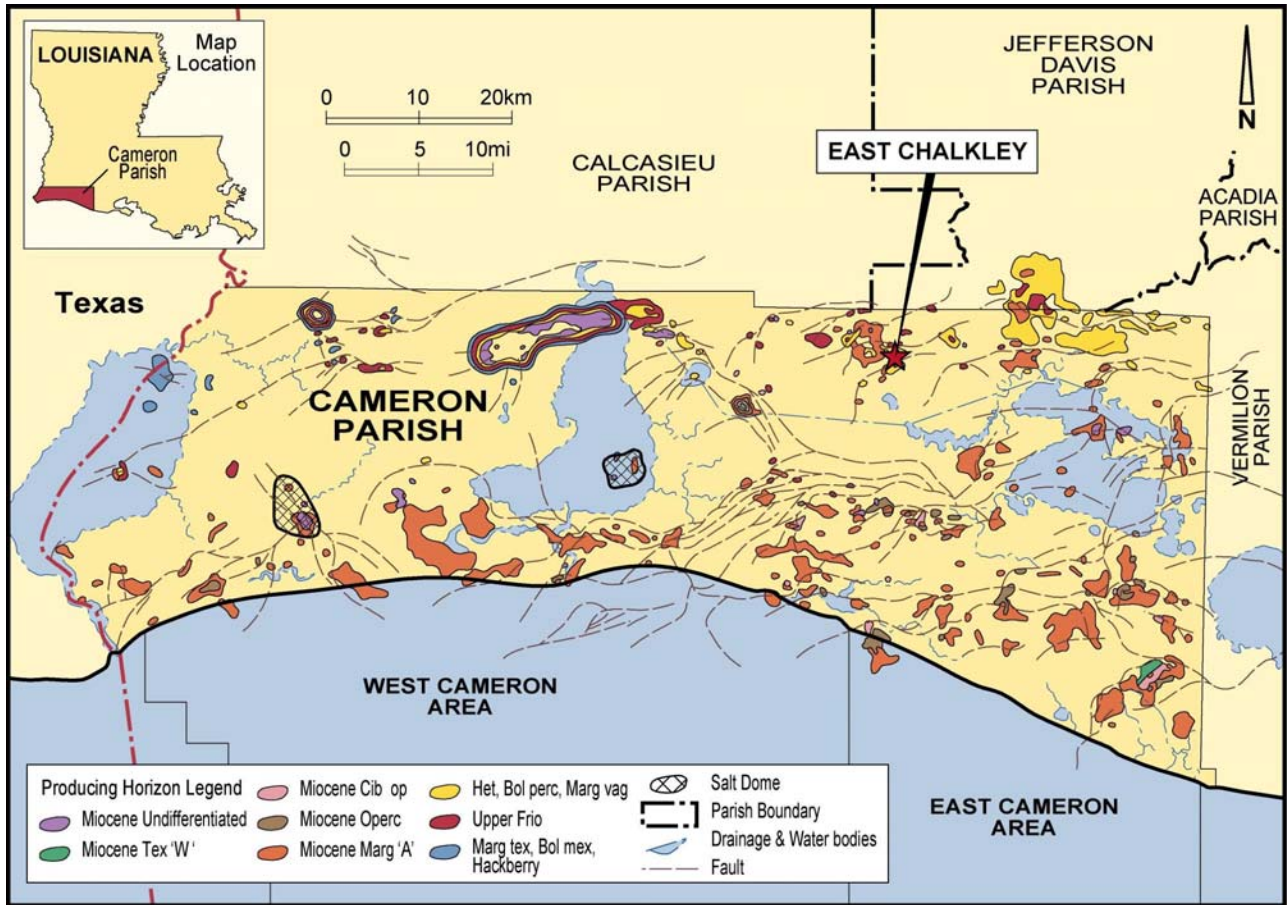 LOUISIANA
Map
Location
Cameron
Parish
0 10 20km
0 5 10mi
JEFFERSON
DAVIS
PARISH
N
EAST CHALKLEY
CALCASIEU
PARISH
ACADIA
PARISH
Texas
CAMERON
PARISH
VERMILION
PARISH
WEST CAMERON
AREA
EAST CAMERON
AREA
Producing Horizon Legend
Miocene Undifferentiated
Miocene Tex 'W'
Miocene Cib op
Miocene Operc
Miocene Marg 'A'
Het, Bol perc, Marg vag
Upper Frio
Marg tex, Bol mex,
Hackberry
Salt Dome
Parish Boundary
Drainage & Water bodies
Fault